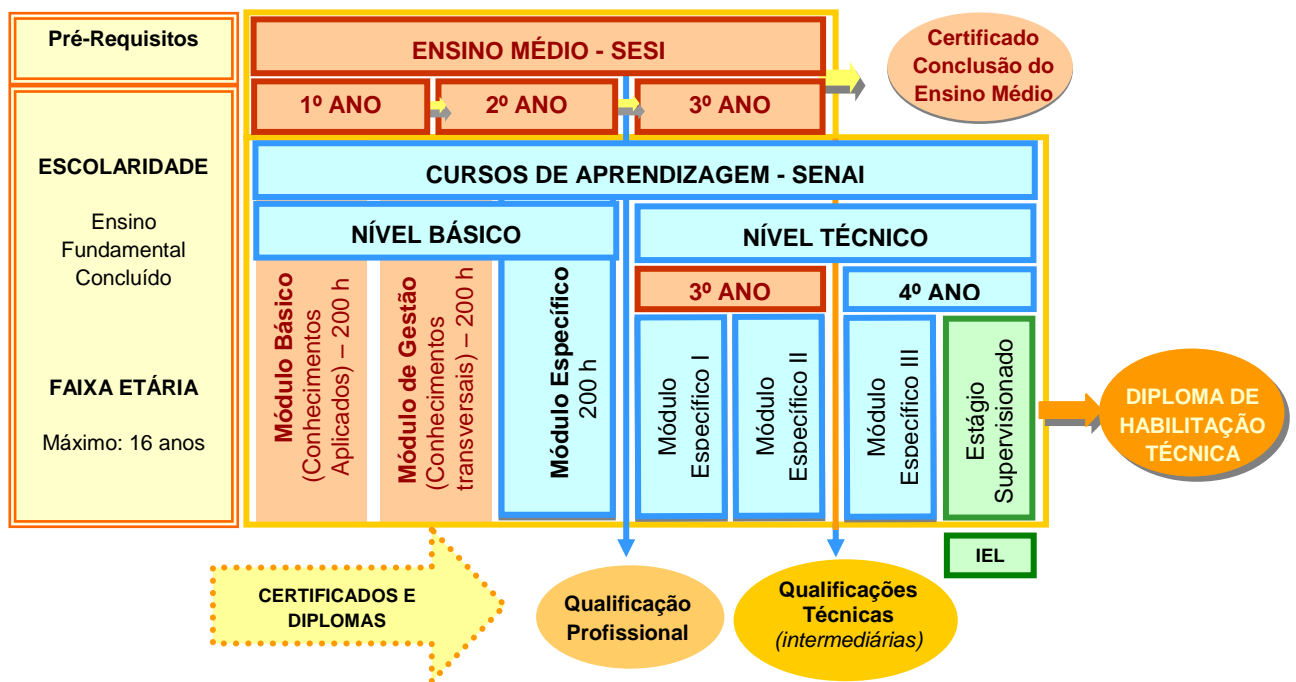 Pré-Requisitos
ESCOLARIDADE
Ensino
Fundamental
Concluído
FAIXA ETÁRIA
Máximo: 16 anos
ENSINO MÉDIO - SESI
1º ANO
2º ANO
3º ANO
Certificado
Conclusão do
Ensino Médio
CURSOS DE APRENDIZAGEM - SENAI
NÍVEL BÁSICO
NÍVEL TÉCNICO
Módulo Básico
(Conhecimentos
Aplicados) – 200 h
Módulo de Gestão
(Conhecimentos
transversais) – 200 h
Módulo Específico
200 h
3º ANO
4º ANO
Módulo
Específico I
Módulo
Específico II
Módulo
Específico III
Estágio
Supervisionado
DIPLOMA DE
HABILITAÇÃO
TÉCNICA
IEL
CERTIFICADOS E
DIPLOMAS
Qualificação
Profissional
Qualificações
Técnicas
(intermediárias)